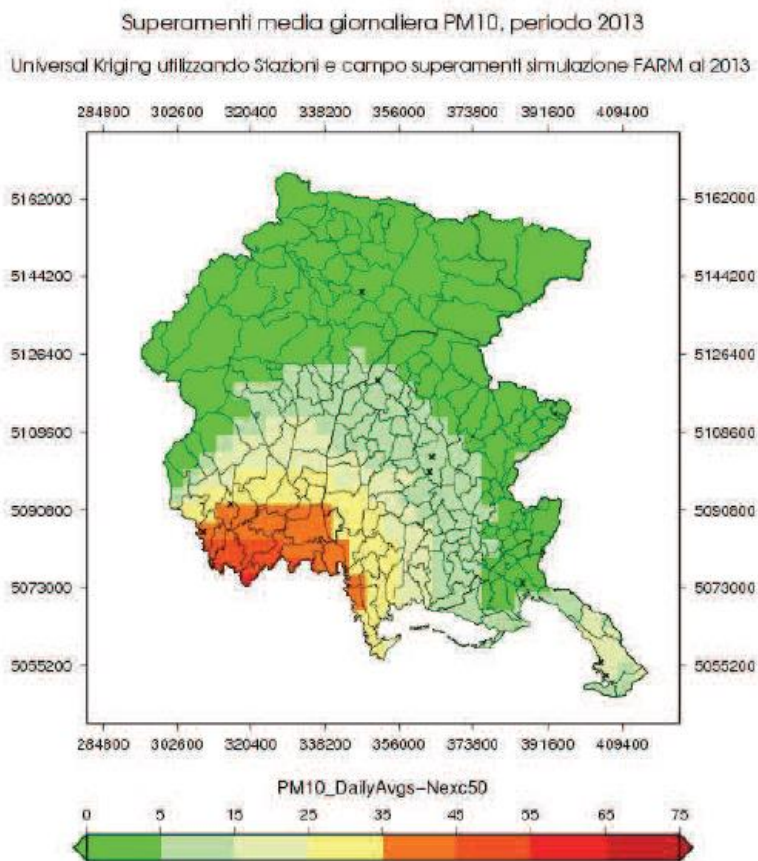 Superamenti media giornaliera PM10, periodo 2013
Universal Kriging utilizzando Stazioni e campo superamenti simulazione FARM al 2013
284800 302600 320400 338200 356000 373800 391600 409400
5162000 5162000
5144200 5144200
5126400 5126400
5108600 5108600
5090800 5090800
5073000 5073000
5055200 5055200
284800 302600 320400 338200 356000 373800 391600 409400
PM10_DailyAvgs-Nexc50
0 5 15 25 35 45 55 65 75